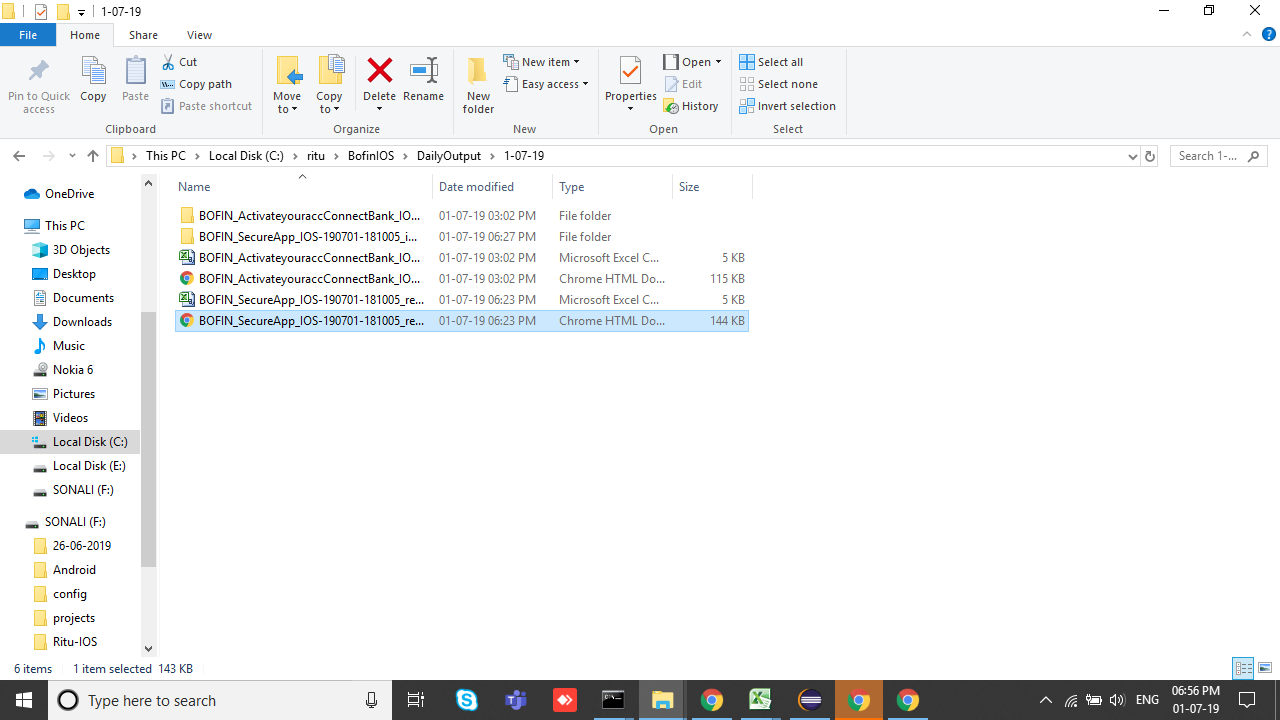 1-07-19
File Home Share View
Pin to Quick access
Copy
Paste
Cut
Copy path
Paste shortcut
Clipboard
Move to
Copy to
Delete
Rename
Organize
New folder
New item
Easy access
New
Properties
Open
Edit
History
Open
Select all
Select none
Invert selection
Select
This PC Local Disk (C:) ritu BofinIOS DailyOutput 1-07-19
Search 1-...
OneDrive
This PC
3D Objects
Desktop
Documents
Downloads
Music
Nokia 6
Pictures
Videos
Local Disk (C:)
Local Disk (E:)
SONALI (F:)
SONALI (F:)
26-06-2019
Android
config
projects
Ritu-IOS
Name Date modified Type Size
BOFIN_ActivateyouraccConnectBank_IO... 01-07-19 03:02 PM File folder
BOFIN_SecureApp_IOS-190701-181005_i... 01-07-19 06:27 PM File folder
BOFIN_ActivateyouraccConnectBank_IO... 01-07-19 03:02 PM Microsoft Excel C... 5 KB
BOFIN_ActivateyouraccConnectBank_IO... 01-07-19 03:02 PM Chrome HTML Do... 115 KB
BOFIN_SecureApp_IOS-190701-181005_re... 01-07-19 06:23 PM Microsoft Excel C... 5 KB
BOFIN_SecureApp_IOS-190701-181005_re... 01-07-19 06:23 PM Chrome HTML Do... 144 KB
6 items 1 item selected 143 KB
Type here to search
ENG
06:56 PM
01-07-19